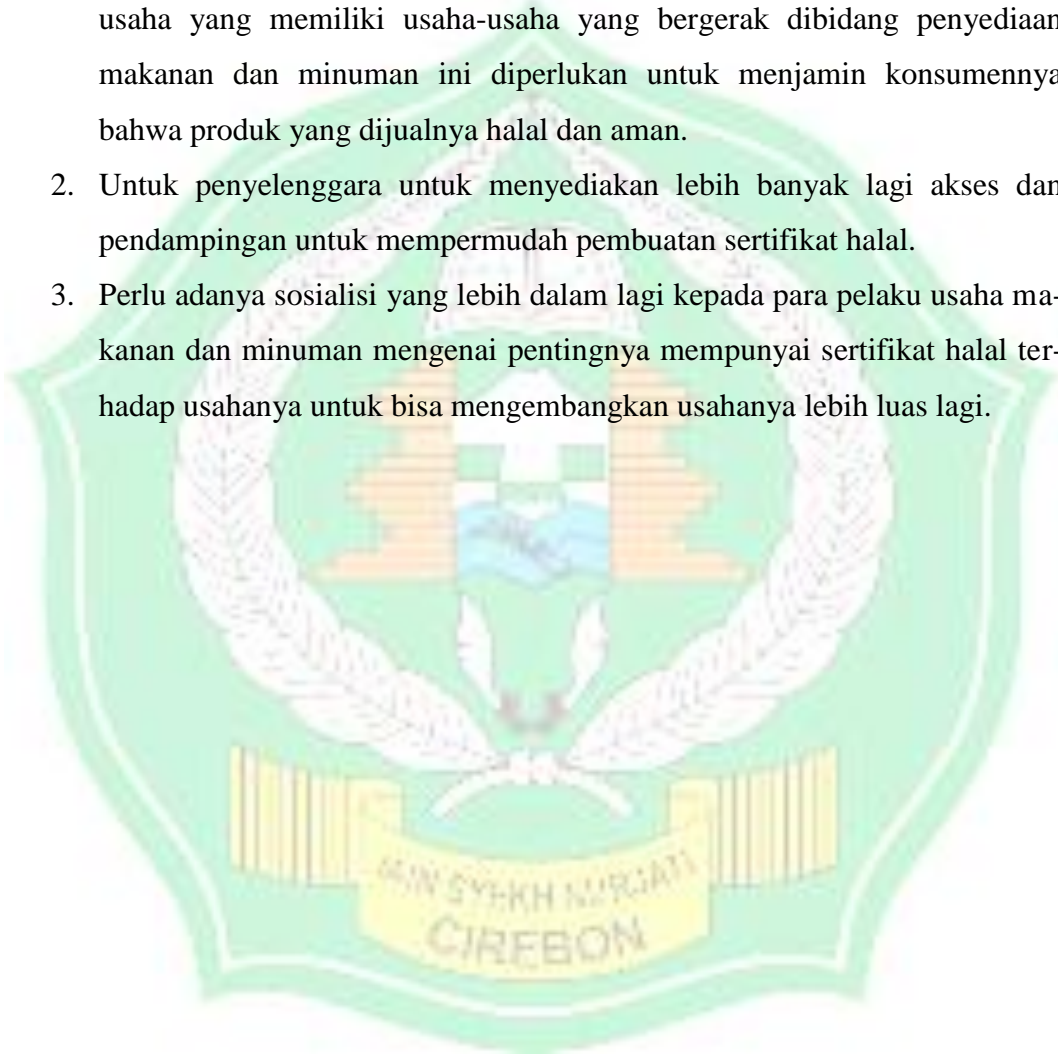 usaha yang memiliki usaha-usaha yang bergerak dibidang penyediaan
makanan dan minuman ini diperlukan untuk menjamin konsumennya
bahwa produk yang dijualnya halal dan aman.
2. Untuk penyelenggara untuk menyediakan lebih banyak lagi akses dan
pendampingan untuk mempermudah pembuatan sertifikat halal.
3. Perlu adanya sosialisi yang lebih dalam lagi kepada para pelaku usaha ma-
kanan dan minuman mengenai pentingnya mempunyai sertifikat halal ter-
hadap usahanya untuk bisa mengembangkan usahanya lebih luas lagi.
IAIN SYEKH NURJATI
CIREBON